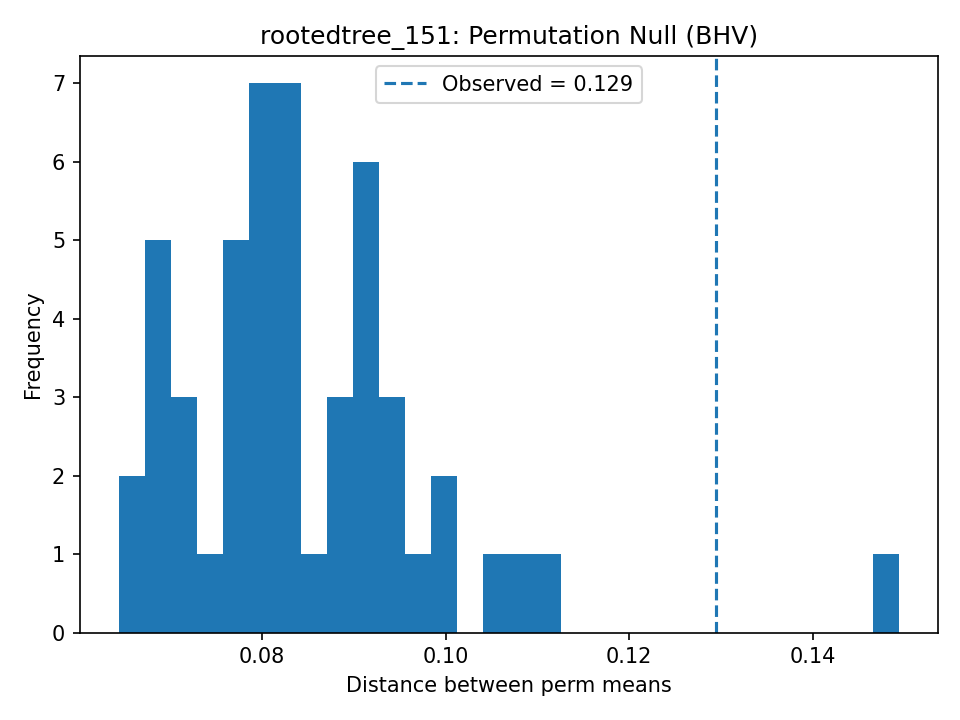 rootedtree_151: Permutation Null (BHV)
Observed = 0.129
7
6
5
4
3
2
1
0
Frequency
0.08 0.10 0.12 0.14
Distance between perm means